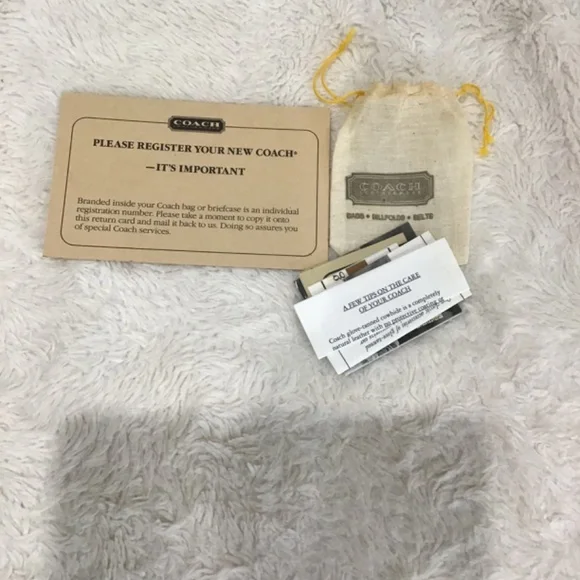 COACH
PLEASE REGISTER YOUR NEW COACH®
—IT'S IMPORTANT
Branded inside your Coach bag or briefcase is an individual
registration number. Please take a moment to copy it onto
this return card and mail it back to us. Doing so assures you
of special Coach services.
COACH
BAGS • BILLFOLDS • BELTS
A FEW TIPS ON THE CARE
OF YOUR COACH
Coach glove-tanned cowhide is a completely
natural leather with no protective coating or